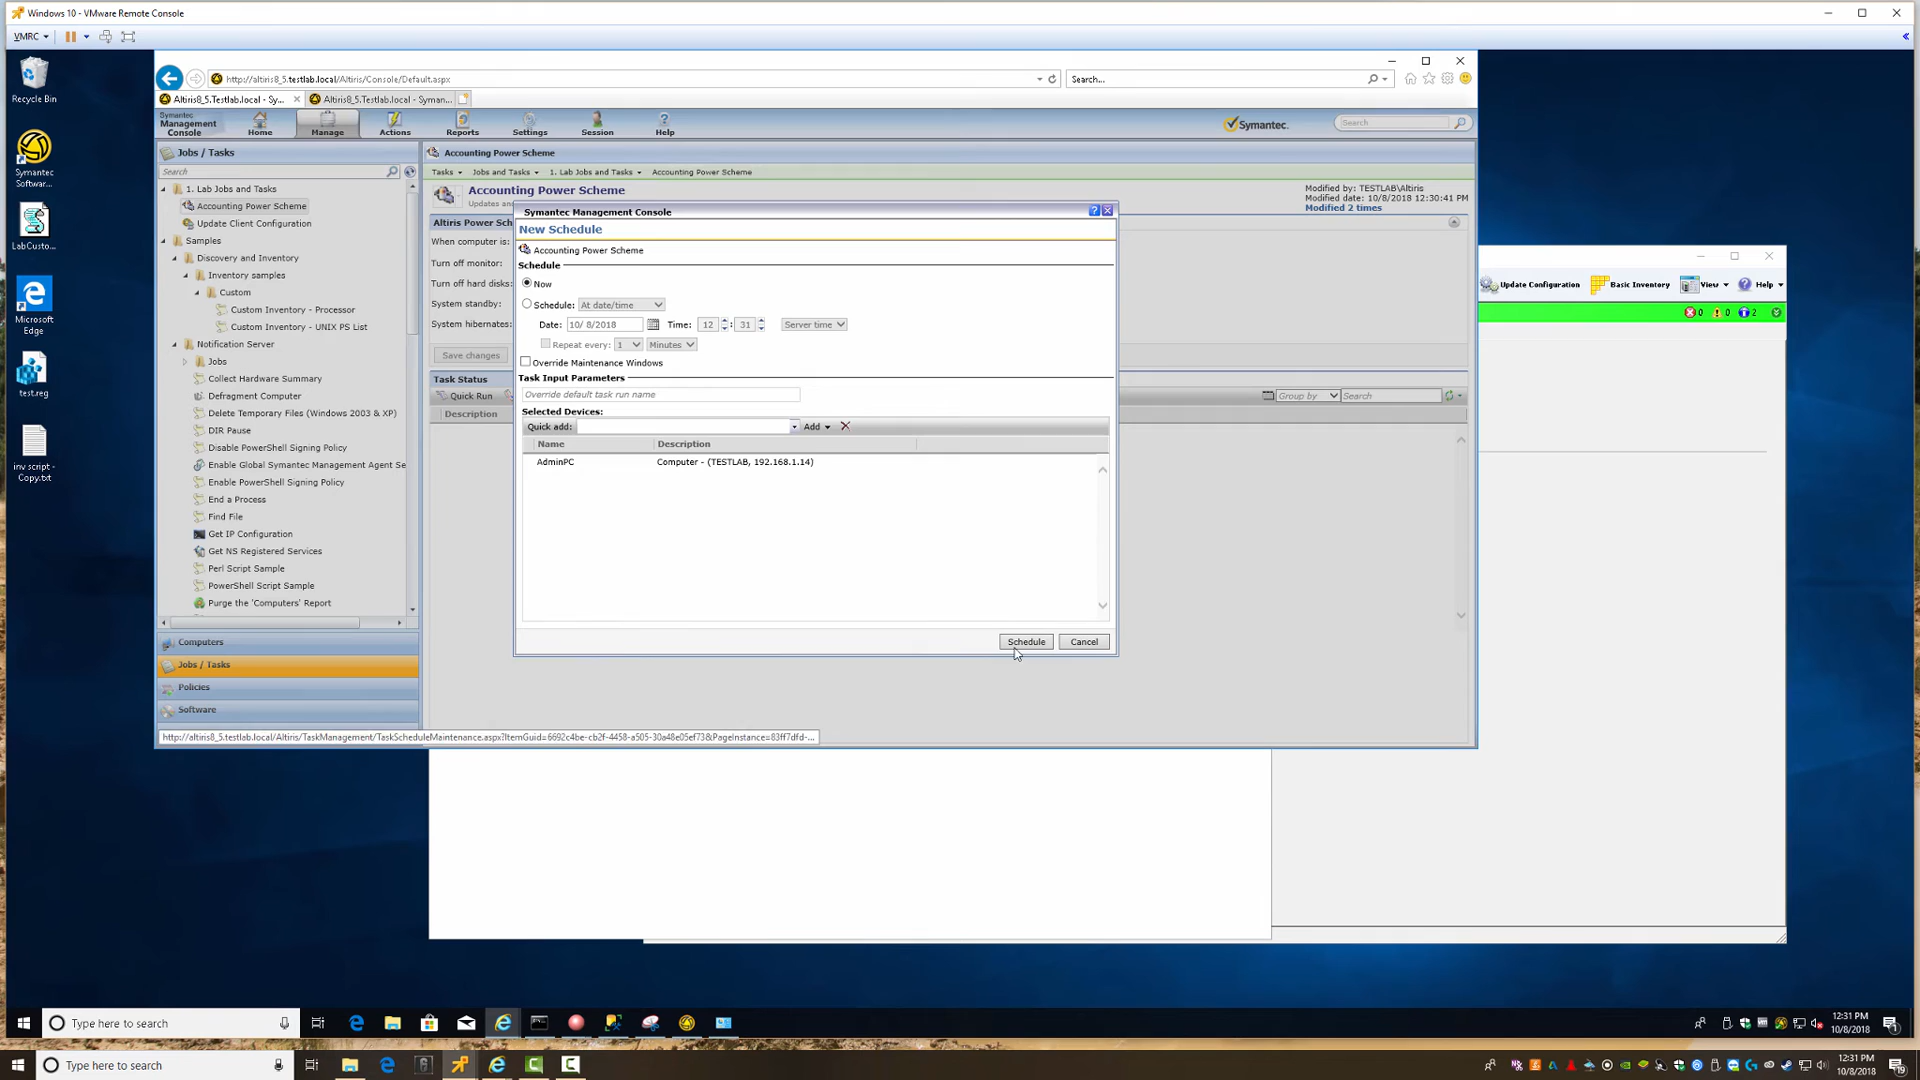 Windows 10 - VMware Remote Console
VMRC
Recycle Bin
Symantec
Softwar...
LabCusto...
Microsoft
Edge
test.reg
inv script -
Copy.txt
http://altiris8_5.testlab.local/Altiris/Console/Default.aspx
Search...
Altiris8_5.Testlab.local - Sy...
Altiris8_5.Testlab.local - Syman...
Symantec
Management
Console
Home
Manage
Actions
Reports
Settings
Session
Help
Symantec.
Search
Jobs / Tasks
Search
1. Lab Jobs and Tasks
Accounting Power Scheme
Update Client Configuration
Samples
Discovery and Inventory
Inventory samples
Custom
Custom Inventory - Processor
Custom Inventory - UNIX PS List
Notification Server
Jobs
Collect Hardware Summary
Defragment Computer
Delete Temporary Files (Windows 2003 & XP)
DIR Pause
Disable PowerShell Signing Policy
Enable Global Symantec Management Agent Se
Enable PowerShell Signing Policy
End a Process
Find File
Get IP Configuration
Get NS Registered Services
Perl Script Sample
PowerShell Script Sample
Purge the 'Computers' Report
Computers
Jobs / Tasks
Policies
Software
Accounting Power Scheme
Tasks Jobs and Tasks 1. Lab Jobs and Tasks Accounting Power Scheme
Accounting Power Scheme
Updates an
Modified by: TESTLAB\Altiris
Modified date: 10/8/2018 12:30:41 PM
Modified 2 times
Altiris Power Sch
When computer is:
Turn off monitor:
Turn off hard disks:
System standby:
System hibernates:
Save changes
Task Status
Quick Run
Group by
Search
Description
Symantec Management Console
New Schedule
Accounting Power Scheme
Schedule
Now
Schedule: At date/time
Date: 10/ 8/2018 Time: 12 : 31 Server time
Repeat every: 1 Minutes
Override Maintenance Windows
Task Input Parameters
Override default task run name
Selected Devices:
Quick add: Add
Name Description
AdminPC Computer - (TESTLAB, 192.168.1.14)
Schedule Cancel
http://altiris8_5.testlab.local/Altiris/TaskManagement/TaskScheduleMaintenance.aspx?ItemGuid=6692c4be-cb2f-4458-a505-30a48e05ef73&PageInstance=83ff7dfd-...
Update Configuration Basic Inventory View Help
0 0 2
Type here to search
12:31 PM
10/8/2018
1
Type here to search
12:31 PM
10/8/2018
19